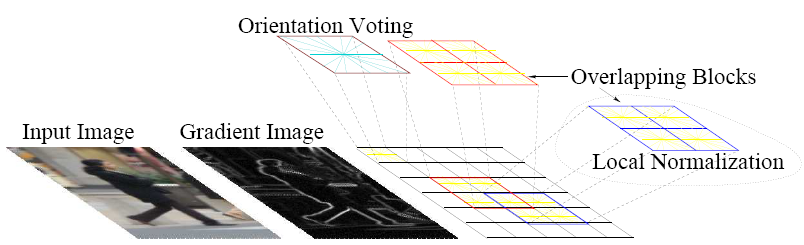 Orientation Voting
Overlapping Blocks
Input Image
Gradient Image
Local Normalization